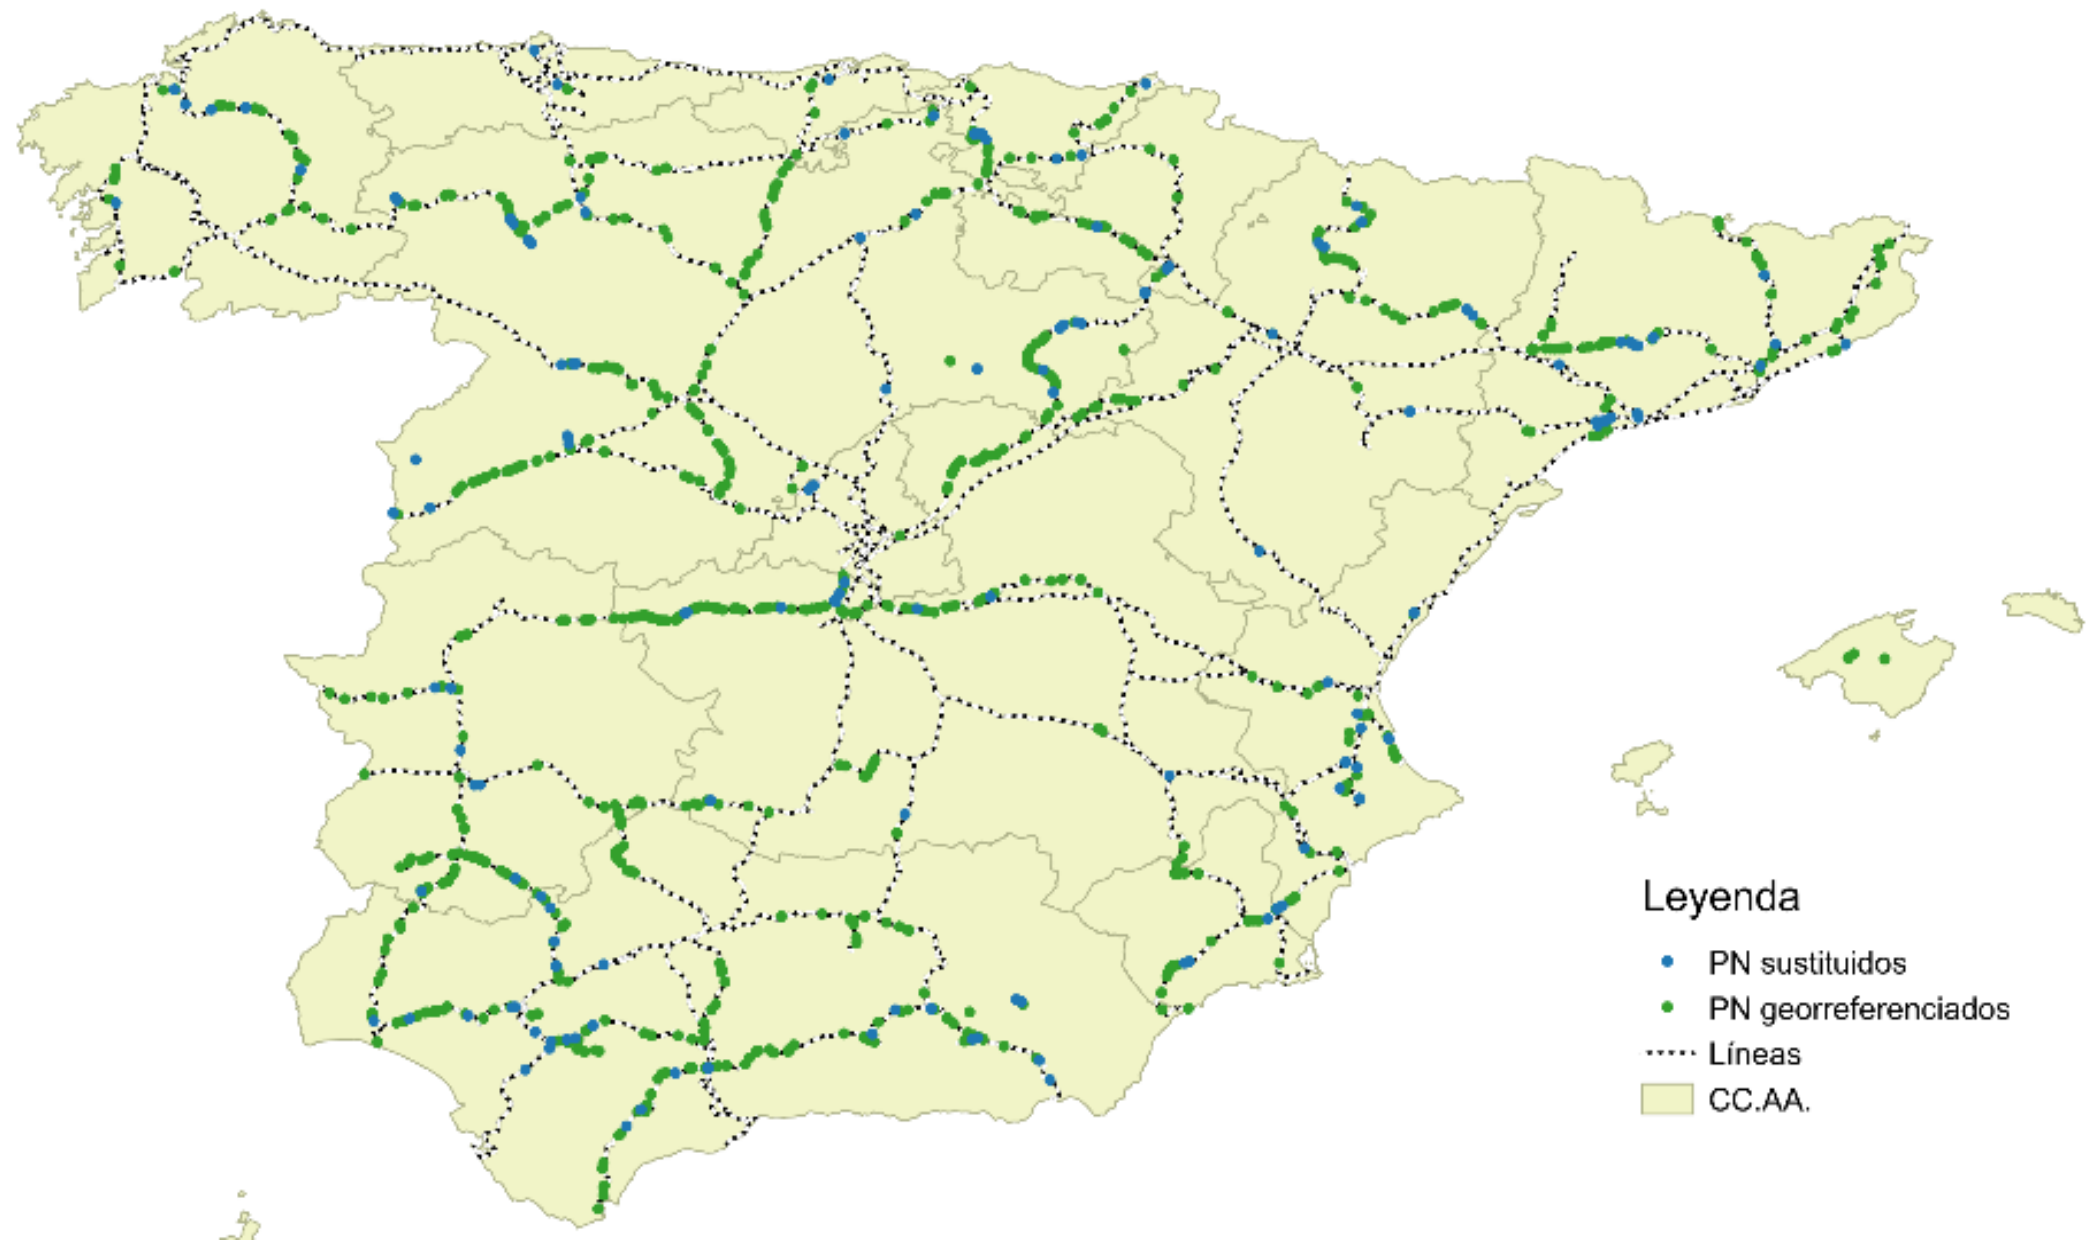 Leyenda
PN sustituidos
PN georreferenciados
Líneas
CC.AA.